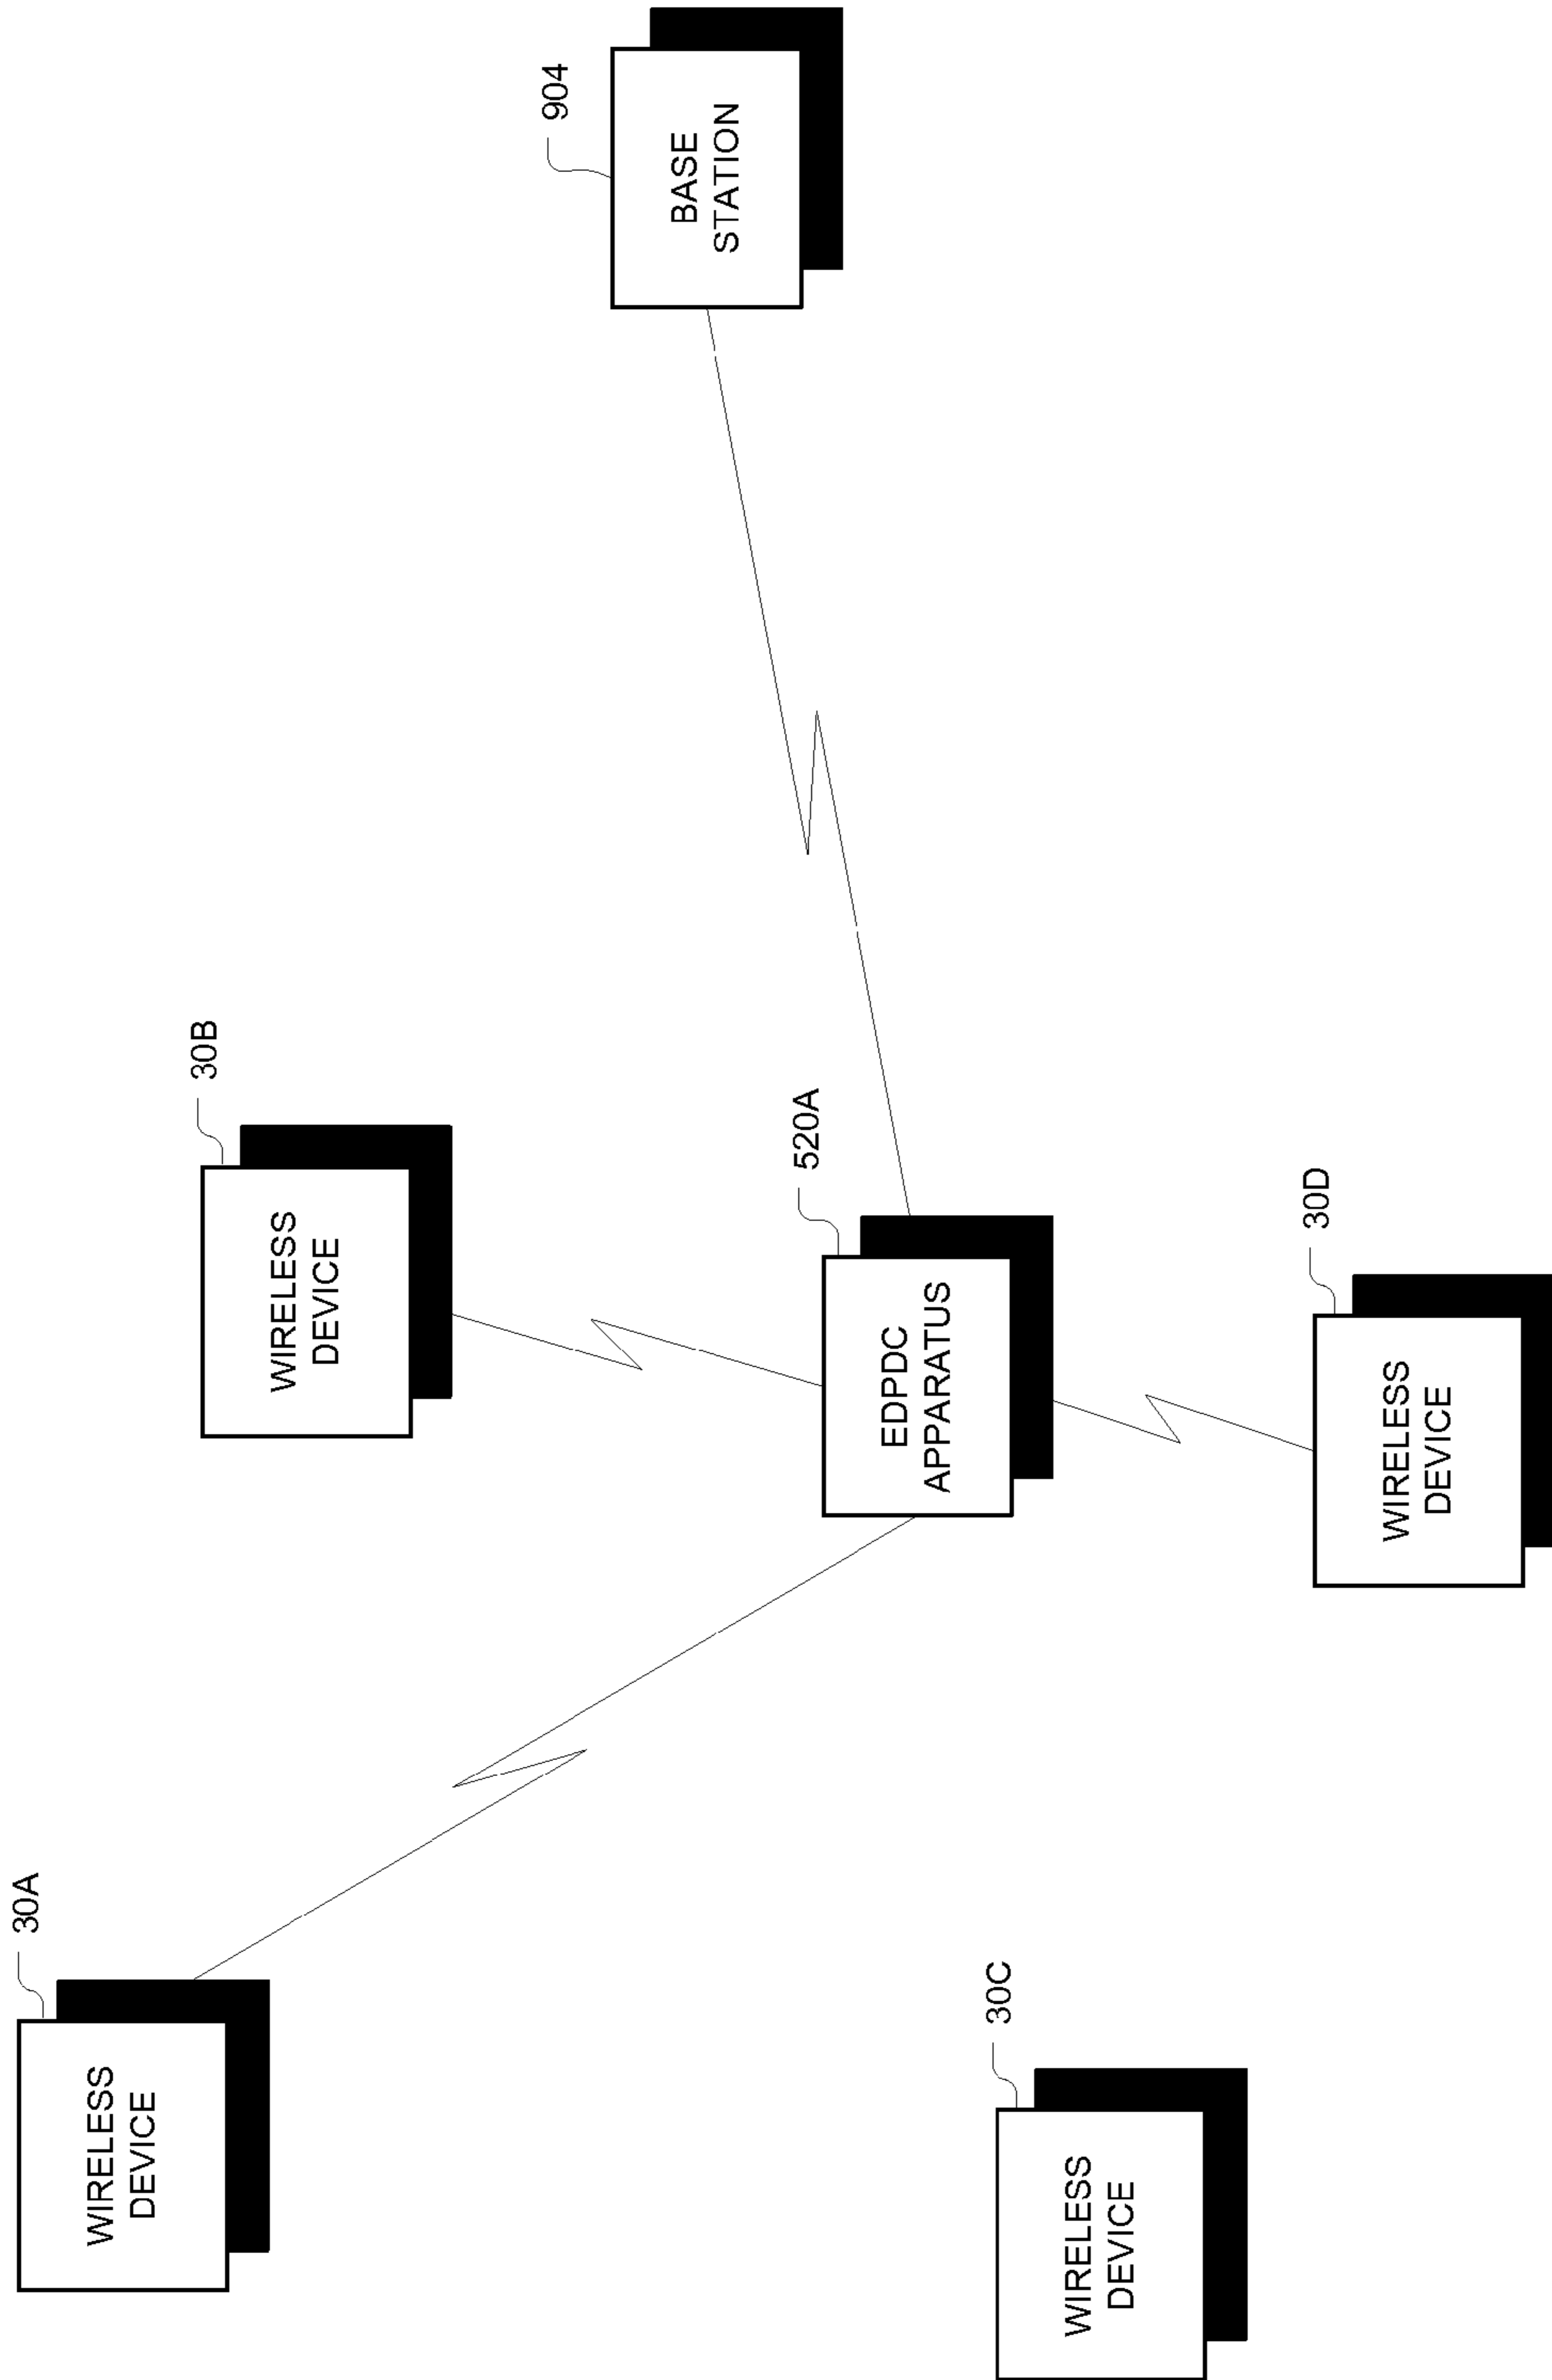 30A
WIRELESS
DEVICE
30B
WIRELESS
DEVICE
904
BASE
STATION
520A
EDPDC
APPARATUS
30C
WIRELESS
DEVICE
30D
WIRELESS
DEVICE